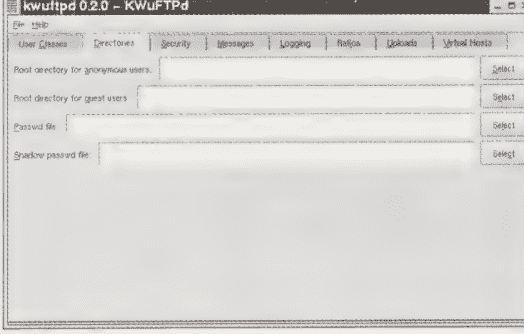 kwuftpd 0.2.0 – KWuFTPd
File Help
User Classes Directories Security Messages Logging Ratios Uploads Virtual Hosts
Root directory for anonymous users: Select
Root directory for guest users Select
Passwd file Select
Shadow passwd file: Select